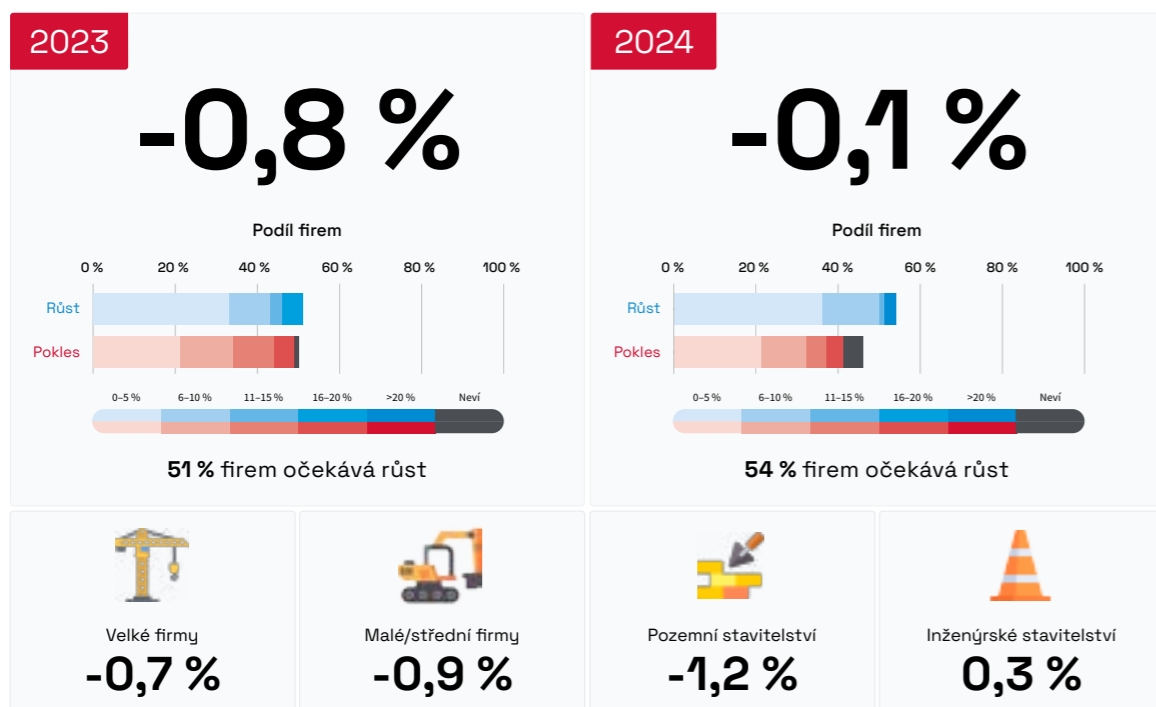 2023
-0,8 %
Podíl firem
0 % 20 % 40 % 60 % 80 % 100 %
Růst
Pokles
0–5 % 6–10 % 11–15 % 16–20 % >20 % Neví
51 % firem očekává růst
2024
-0,1 %
Podíl firem
0 % 20 % 40 % 60 % 80 % 100 %
Růst
Pokles
0–5 % 6–10 % 11–15 % 16–20 % >20 % Neví
54 % firem očekává růst
Velké firmy
-0,7 %
Malé/střední firmy
-0,9 %
Pozemní stavitelství
-1,2 %
Inženýrské stavitelství
0,3 %